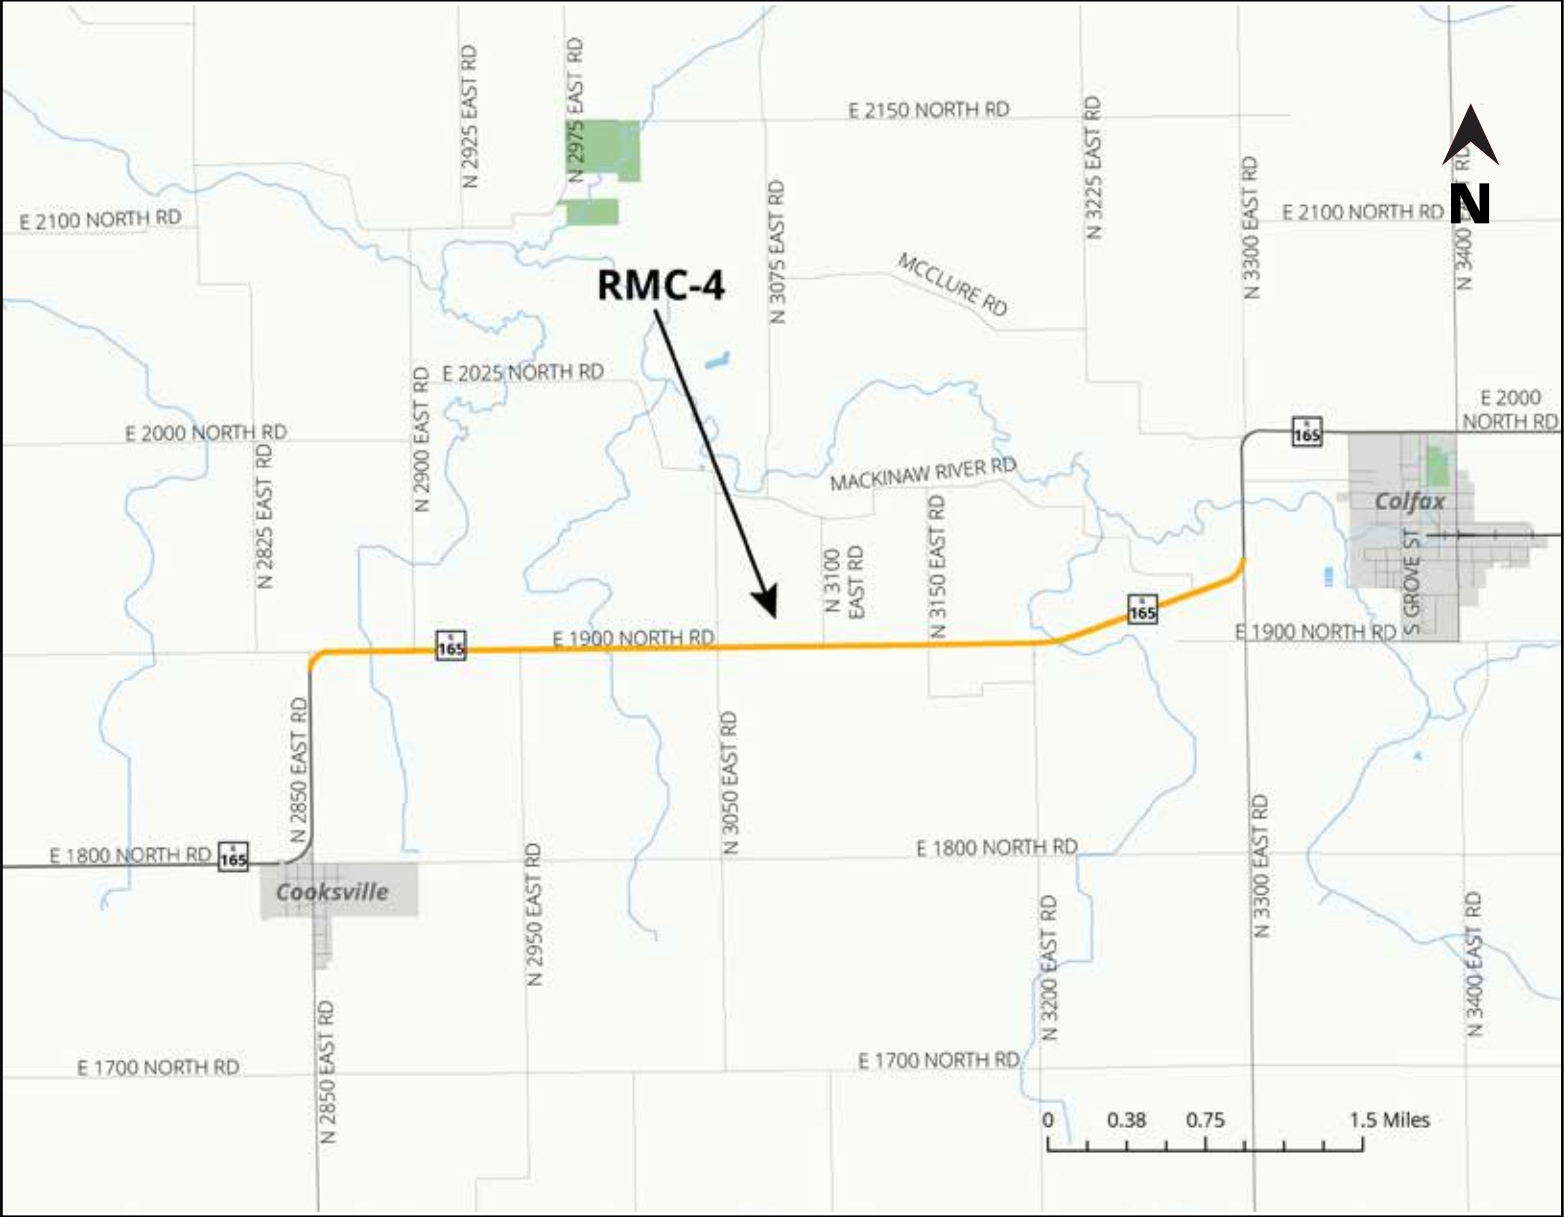 N 2925 EAST RD
N 2975 EAST RD
E 2150 NORTH RD
N 3225 EAST RD
N 3300 EAST RD
N 3400 EAST RD
N
E 2100 NORTH RD
E 2100 NORTH RD
N 3075 EAST RD
MCCLURE RD
RMC-4
E 2025 NORTH RD
N 2900 EAST RD
E 2000 NORTH RD
N 2825 EAST RD
E 2000
NORTH RD
165
MACKINAW RIVER RD
Colfax
S GROVE ST
N 3100
EAST RD
N 3150 EAST RD
165
E 1900 NORTH RD
165
E 1900 NORTH RD
N 2850 EAST RD
N 3050 EAST RD
E 1800 NORTH RD
165
E 1800 NORTH RD
Cooksville
N 2950 EAST RD
N 3200 EAST RD
N 3300 EAST RD
N 3400 EAST RD
N 2850 EAST RD
E 1700 NORTH RD
E 1700 NORTH RD
0 0.38 0.75 1.5 Miles